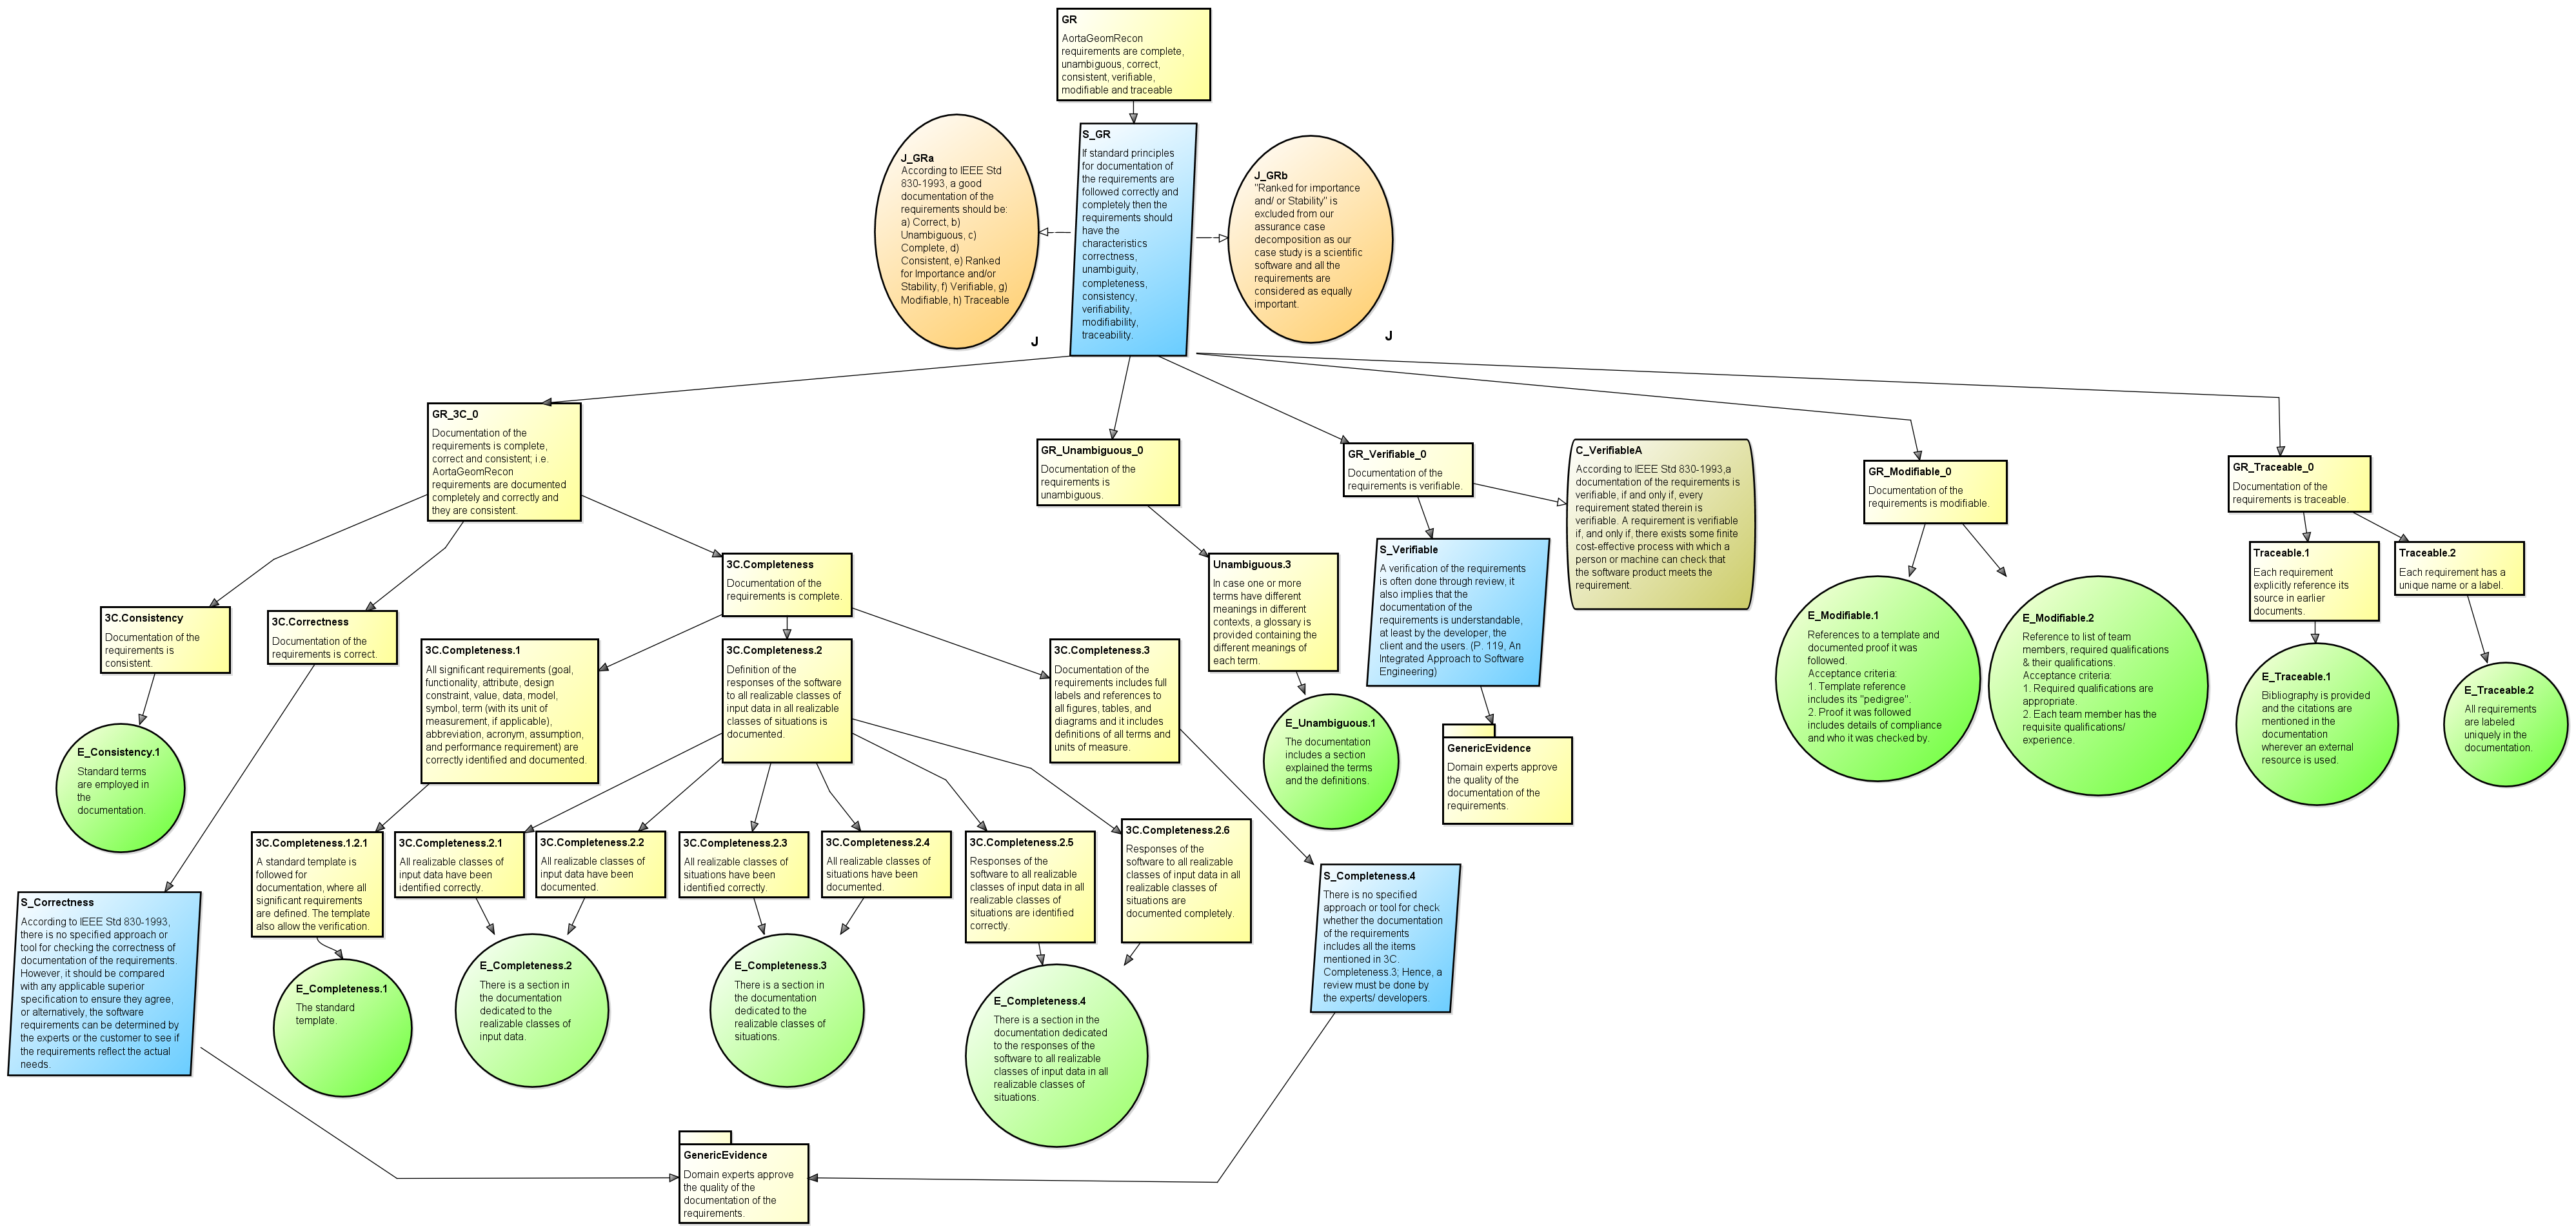 GR
AortaGeomRecon
requirements are complete,
unambiguous, correct,
consistent, verifiable,
modifiable and traceable
J_GRa
According to IEEE Std
830-1993, a good
documentation of the
requirements should be:
a) Correct, b)
Unambiguous, c)
Complete, d)
Consistent, e) Ranked
for Importance and/or
Stability, f) Verifiable, g)
Modifiable, h) Traceable
J
S_GR
If standard principles
for documentation of
the requirements are
followed correctly and
completely then the
requirements should
have the
characteristics
correctness,
unambiguity,
completeness,
consistency,
verifiability,
modifiability,
traceability.
J_GRb
"Ranked for importance
and/ or Stability" is
excluded from our
assurance case
decomposition as our
case study is a scientific
software and all the
requirements are
considered as equally
important.
J
GR_3C_0
Documentation of the
requirements is complete,
correct and consistent; i.e.
AortaGeomRecon
requirements are documented
completely and correctly and
they are consistent.
GR_Unambiguous_0
Documentation of the
requirements is
unambiguous.
GR_Verifiable_0
Documentation of the
requirements is verifiable.
C_VerifiableA
According to IEEE Std 830-1993,a
documentation of the requirements is
verifiable, if and only if, every
requirement stated therein is
verifiable. A requirement is verifiable
if, and only if, there exists some finite
cost-effective process with which a
person or machine can check that
the software product meets the
requirement.
GR_Modifiable_0
Documentation of the
requirements is modifiable.
GR_Traceable_0
Documentation of the
requirements is traceable.
3C.Consistency
Documentation of the
requirements is
consistent.
3C.Correctness
Documentation of the
requirements is correct.
3C.Completeness
Documentation of the
requirements is complete.
Unambiguous.3
In case one or more
terms have different
meanings in different
contexts, a glossary is
provided containing the
different meanings of
each term.
S_Verifiable
A verification of the requirements
is often done through review, it
also implies that the
documentation of the
requirements is understandable,
at least by the developer, the
client and the users. (P. 119, An
Integrated Approach to Software
Engineering)
Traceable.1
Each requirement
explicitly reference its
source in earlier
documents.
Traceable.2
Each requirement has a
unique name or a label.
E_Modifiable.1
References to a template and
documented proof it was
followed.
Acceptance criteria:
1. Template reference
includes its "pedigree".
2. Proof it was followed
includes details of compliance
and who it was checked by.
E_Modifiable.2
Reference to list of team
members, required qualifications
& their qualifications.
Acceptance criteria:
1. Required qualifications are
appropriate.
2. Each team member has the
requisite qualifications/
experience.
3C.Completeness.1
All significant requirements (goal,
functionality, attribute, design
constraint, value, data, model,
symbol, term (with its unit of
measurement, if applicable),
abbreviation, acronym, assumption,
and performance requirement) are
correctly identified and documented.
3C.Completeness.2
Definition of the
responses of the software
to all realizable classes of
input data in all realizable
classes of situations is
documented.
3C.Completeness.3
Documentation of the
requirements includes full
labels and references to
all figures, tables, and
diagrams and it includes
definitions of all terms and
units of measure.
E_Consistency.1
Standard terms
are employed in
the
documentation.
E_Unambiguous.1
The documentation
includes a section
explained the terms
and the definitions.
GenericEvidence
Domain experts approve
the quality of the
documentation of the
requirements.
E_Traceable.1
Bibliography is provided
and the citations are
mentioned in the
documentation
wherever an external
resource is used.
E_Traceable.2
All requirements
are labeled
uniquely in the
documentation.
3C.Completeness.1.2.1
A standard template is
followed for
documentation, where all
significant requirements
are defined. The template
also allow the verification.
3C.Completeness.2.1
All realizable classes of
input data have been
identified correctly.
3C.Completeness.2.2
All realizable classes of
input data have been
documented.
3C.Completeness.2.3
All realizable classes of
situations have been
identified correctly.
3C.Completeness.2.4
All realizable classes of
situations have been
documented.
3C.Completeness.2.5
Responses of the
software to all realizable
classes of input data in all
realizable classes of
situations are identified
correctly.
3C.Completeness.2.6
Responses of the
software to all realizable
classes of input data in all
realizable classes of
situations are
documented completely.
S_Correctness
According to IEEE Std 830-1993,
there is no specified approach or
tool for checking the correctness of
documentation of the requirements.
However, it should be compared
with any applicable superior
specification to ensure they agree,
or alternatively, the software
requirements can be determined by
the experts or the customer to see if
the requirements reflect the actual
needs.
S_Completeness.4
There is no specified
approach or tool for check
whether the documentation
of the requirements
includes all the items
mentioned in 3C.
Completeness.3; Hence, a
review must be done by
the experts/ developers.
E_Completeness.1
The standard
template.
E_Completeness.2
There is a section in
the documentation
dedicated to the
realizable classes of
input data.
E_Completeness.3
There is a section in
the documentation
dedicated to the
realizable classes of
situations.
E_Completeness.4
There is a section in the
documentation dedicated
to the responses of the
software to all realizable
classes of input data in all
realizable classes of
situations.
GenericEvidence
Domain experts approve
the quality of the
documentation of the
requirements.